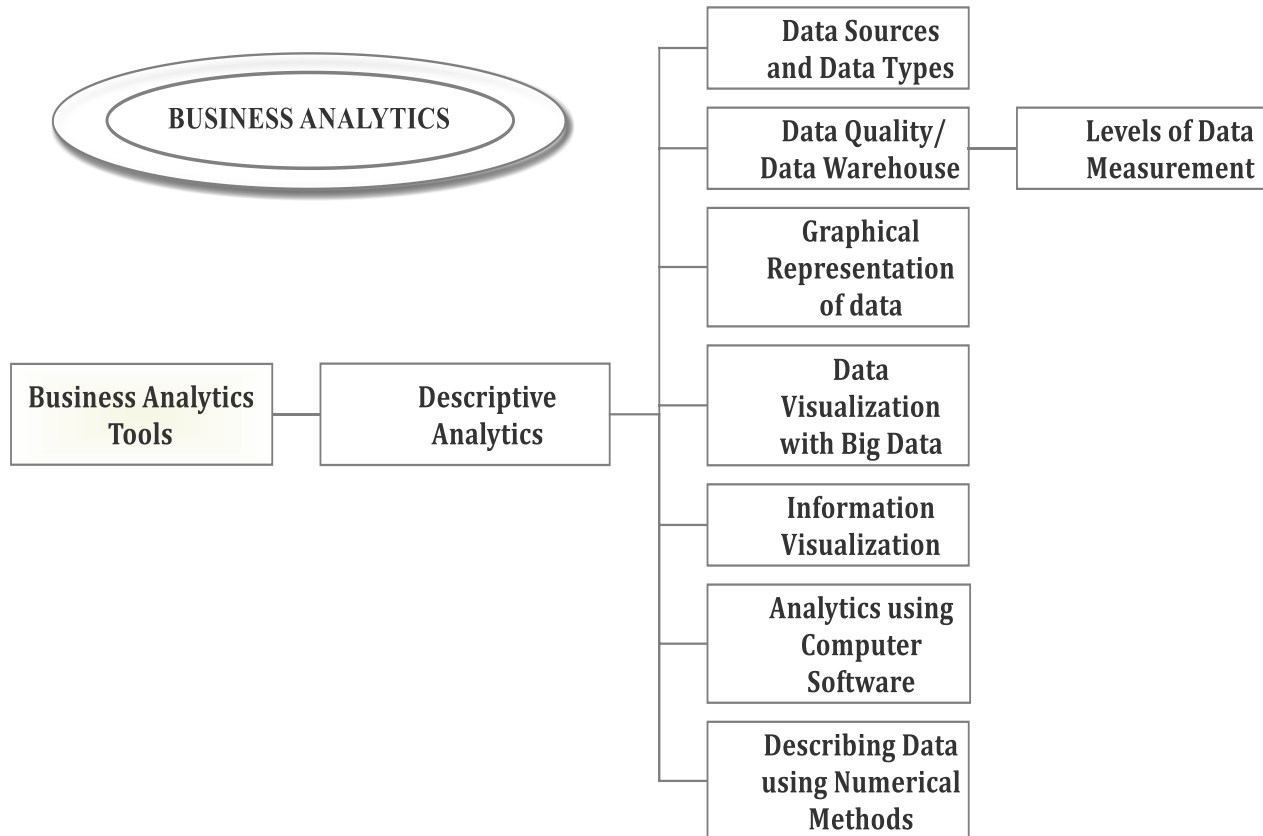 BUSINESS ANALYTICS
Business Analytics
Tools
Descriptive
Analytics
Data Sources
and Data Types
Data Quality/
Data Warehouse
Levels of Data
Measurement
Graphical
Representation
of data
Data
Visualization
with Big Data
Information
Visualization
Analytics using
Computer
Software
Describing Data
using Numerical
Methods